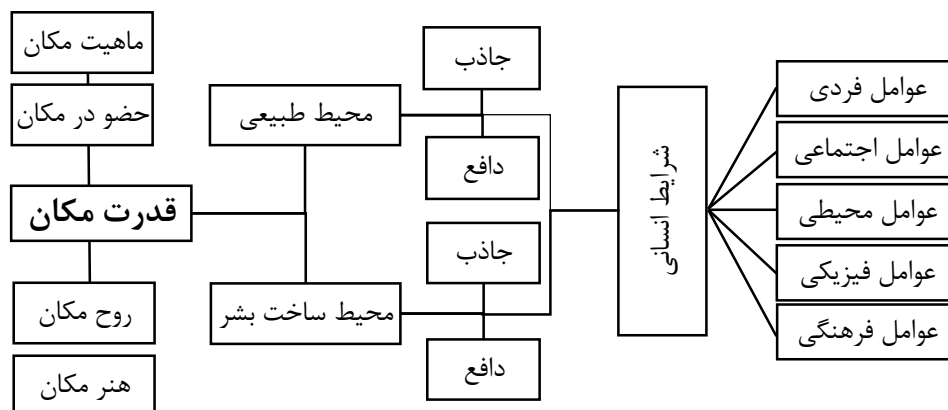 عوامل فردی
عوامل اجتماعی
عوامل محیطی
عوامل فیزیکی
عوامل فرهنگی
شرایط انسانی
جاذب
دافع
جاذب
دافع
محیط طبیعی
محیط ساخت بشر
ماهیت مکان
حضو در مکان
قدرت مکان
روح مکان
هنر مکان